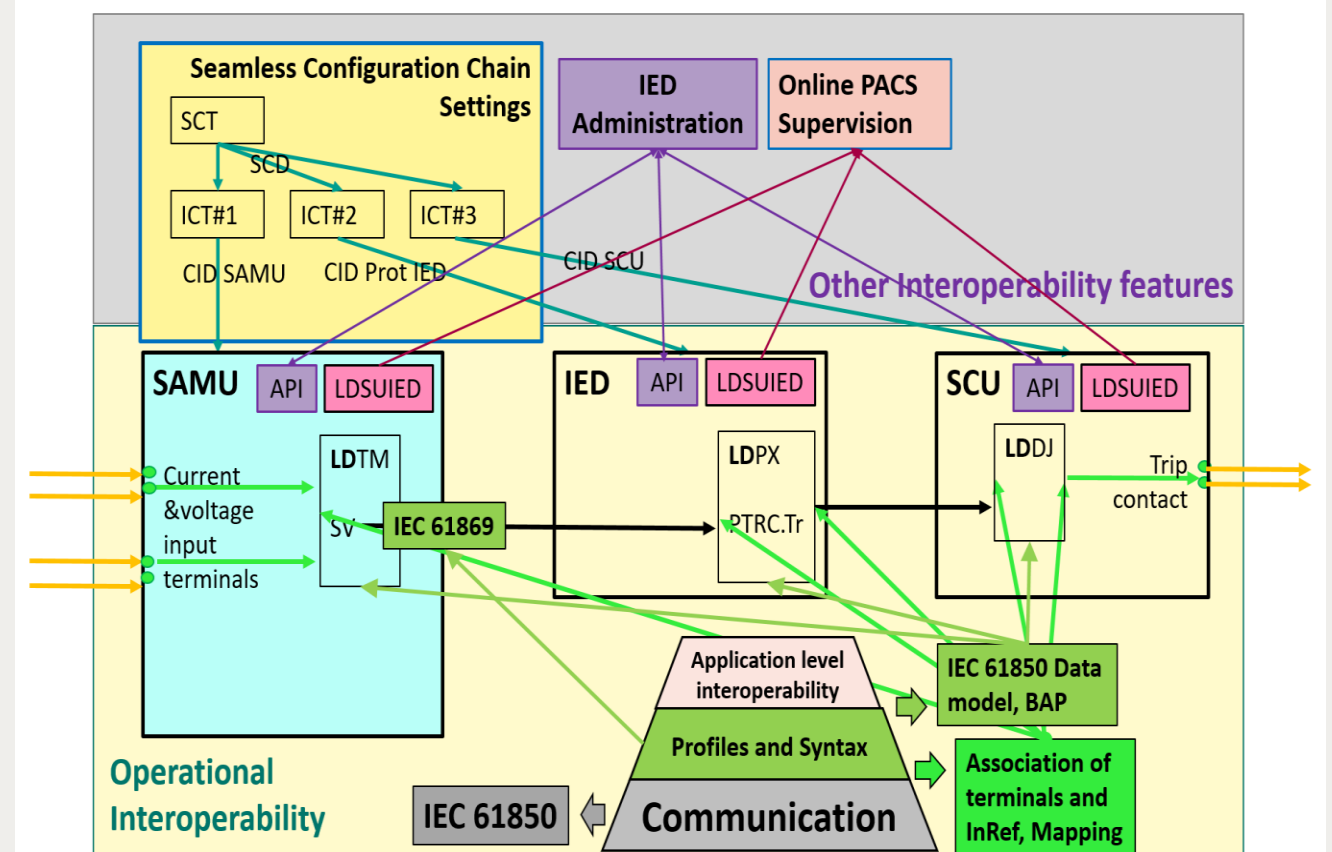 Seamless Configuration Chain
Settings
SCT
SCD
ICT#1
ICT#2
ICT#3
CID SAMU
CID Prot IED
CID SCU
IED
Administration
Online PACS
Supervision
Other Interoperability features
SAMU
API
LDSUIED
Current
&voltage
input
terminals
LDTM
SV
IEC 61869
IED
API
LDSUIED
LDPX
PTRC.Tr
SCU
API
LDSUIED
LDDJ
Trip
contact
Application level
interoperability
Profiles and Syntax
Communication
IEC 61850 Data
model, BAP
Association of
terminals and
InRef, Mapping
IEC 61850
Operational
Interoperability